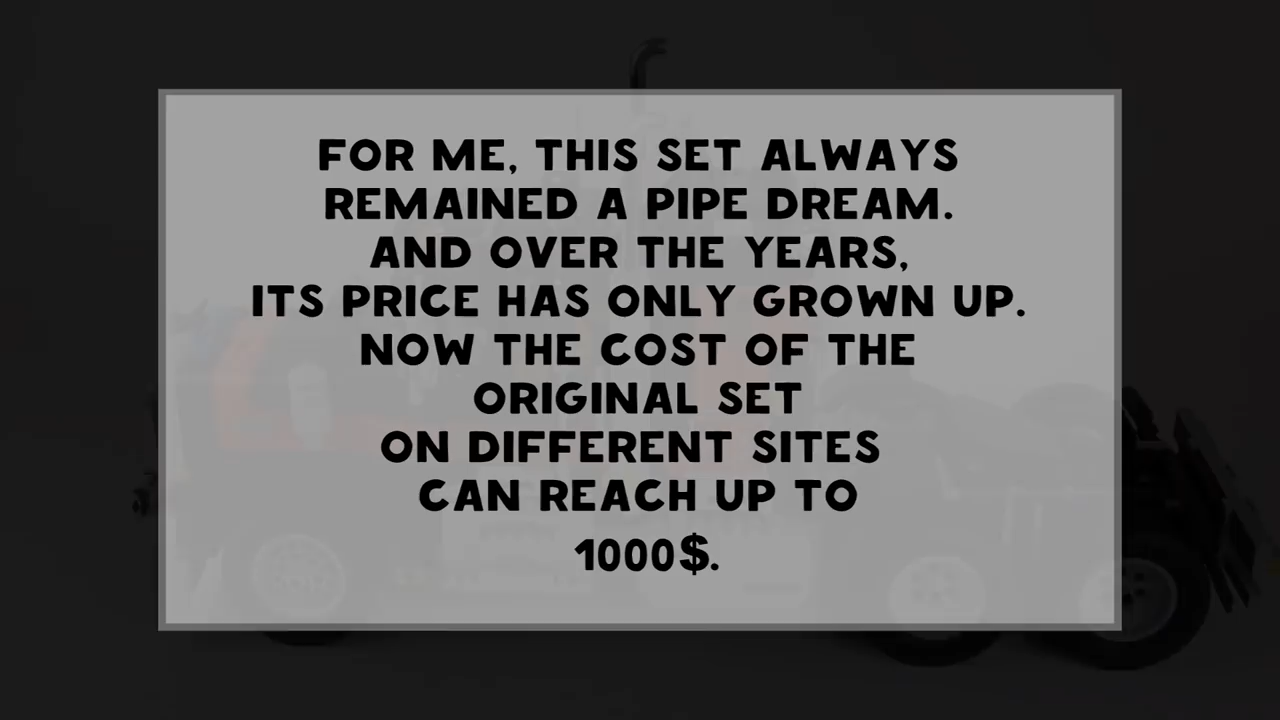 FOR ME, THIS SET ALWAYS
REMAINED A PIPE DREAM.
AND OVER THE YEARS,
ITS PRICE HAS ONLY GROWN UP.
NOW THE COST OF THE
ORIGINAL SET
ON DIFFERENT SITES
CAN REACH UP TO
1000$.